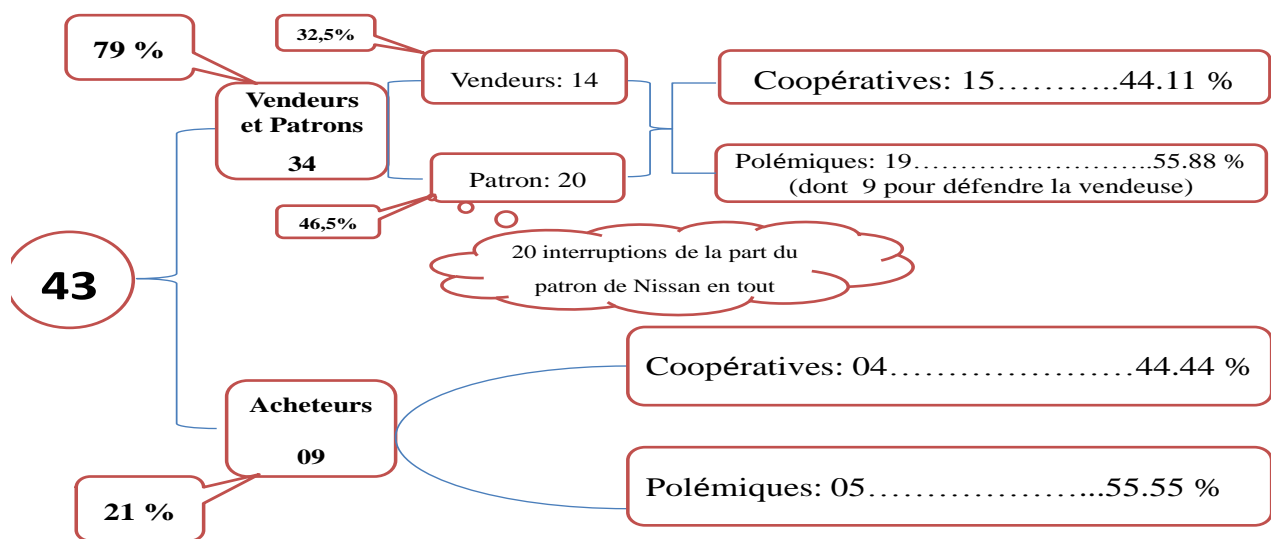 79 %
32,5%
Vendeurs
et Patrons
34
Vendeurs: 14
Patron: 20
46,5%
Coopératives: 15………..44.11 %
Polémiques: 19……………………….55.88 %
(dont 9 pour défendre la vendeuse)
20 interruptions de la part du
patron de Nissan en tout
43
Acheteurs
09
21 %
Coopératives: 04…………………44.44 %
Polémiques: 05………………...55.55 %